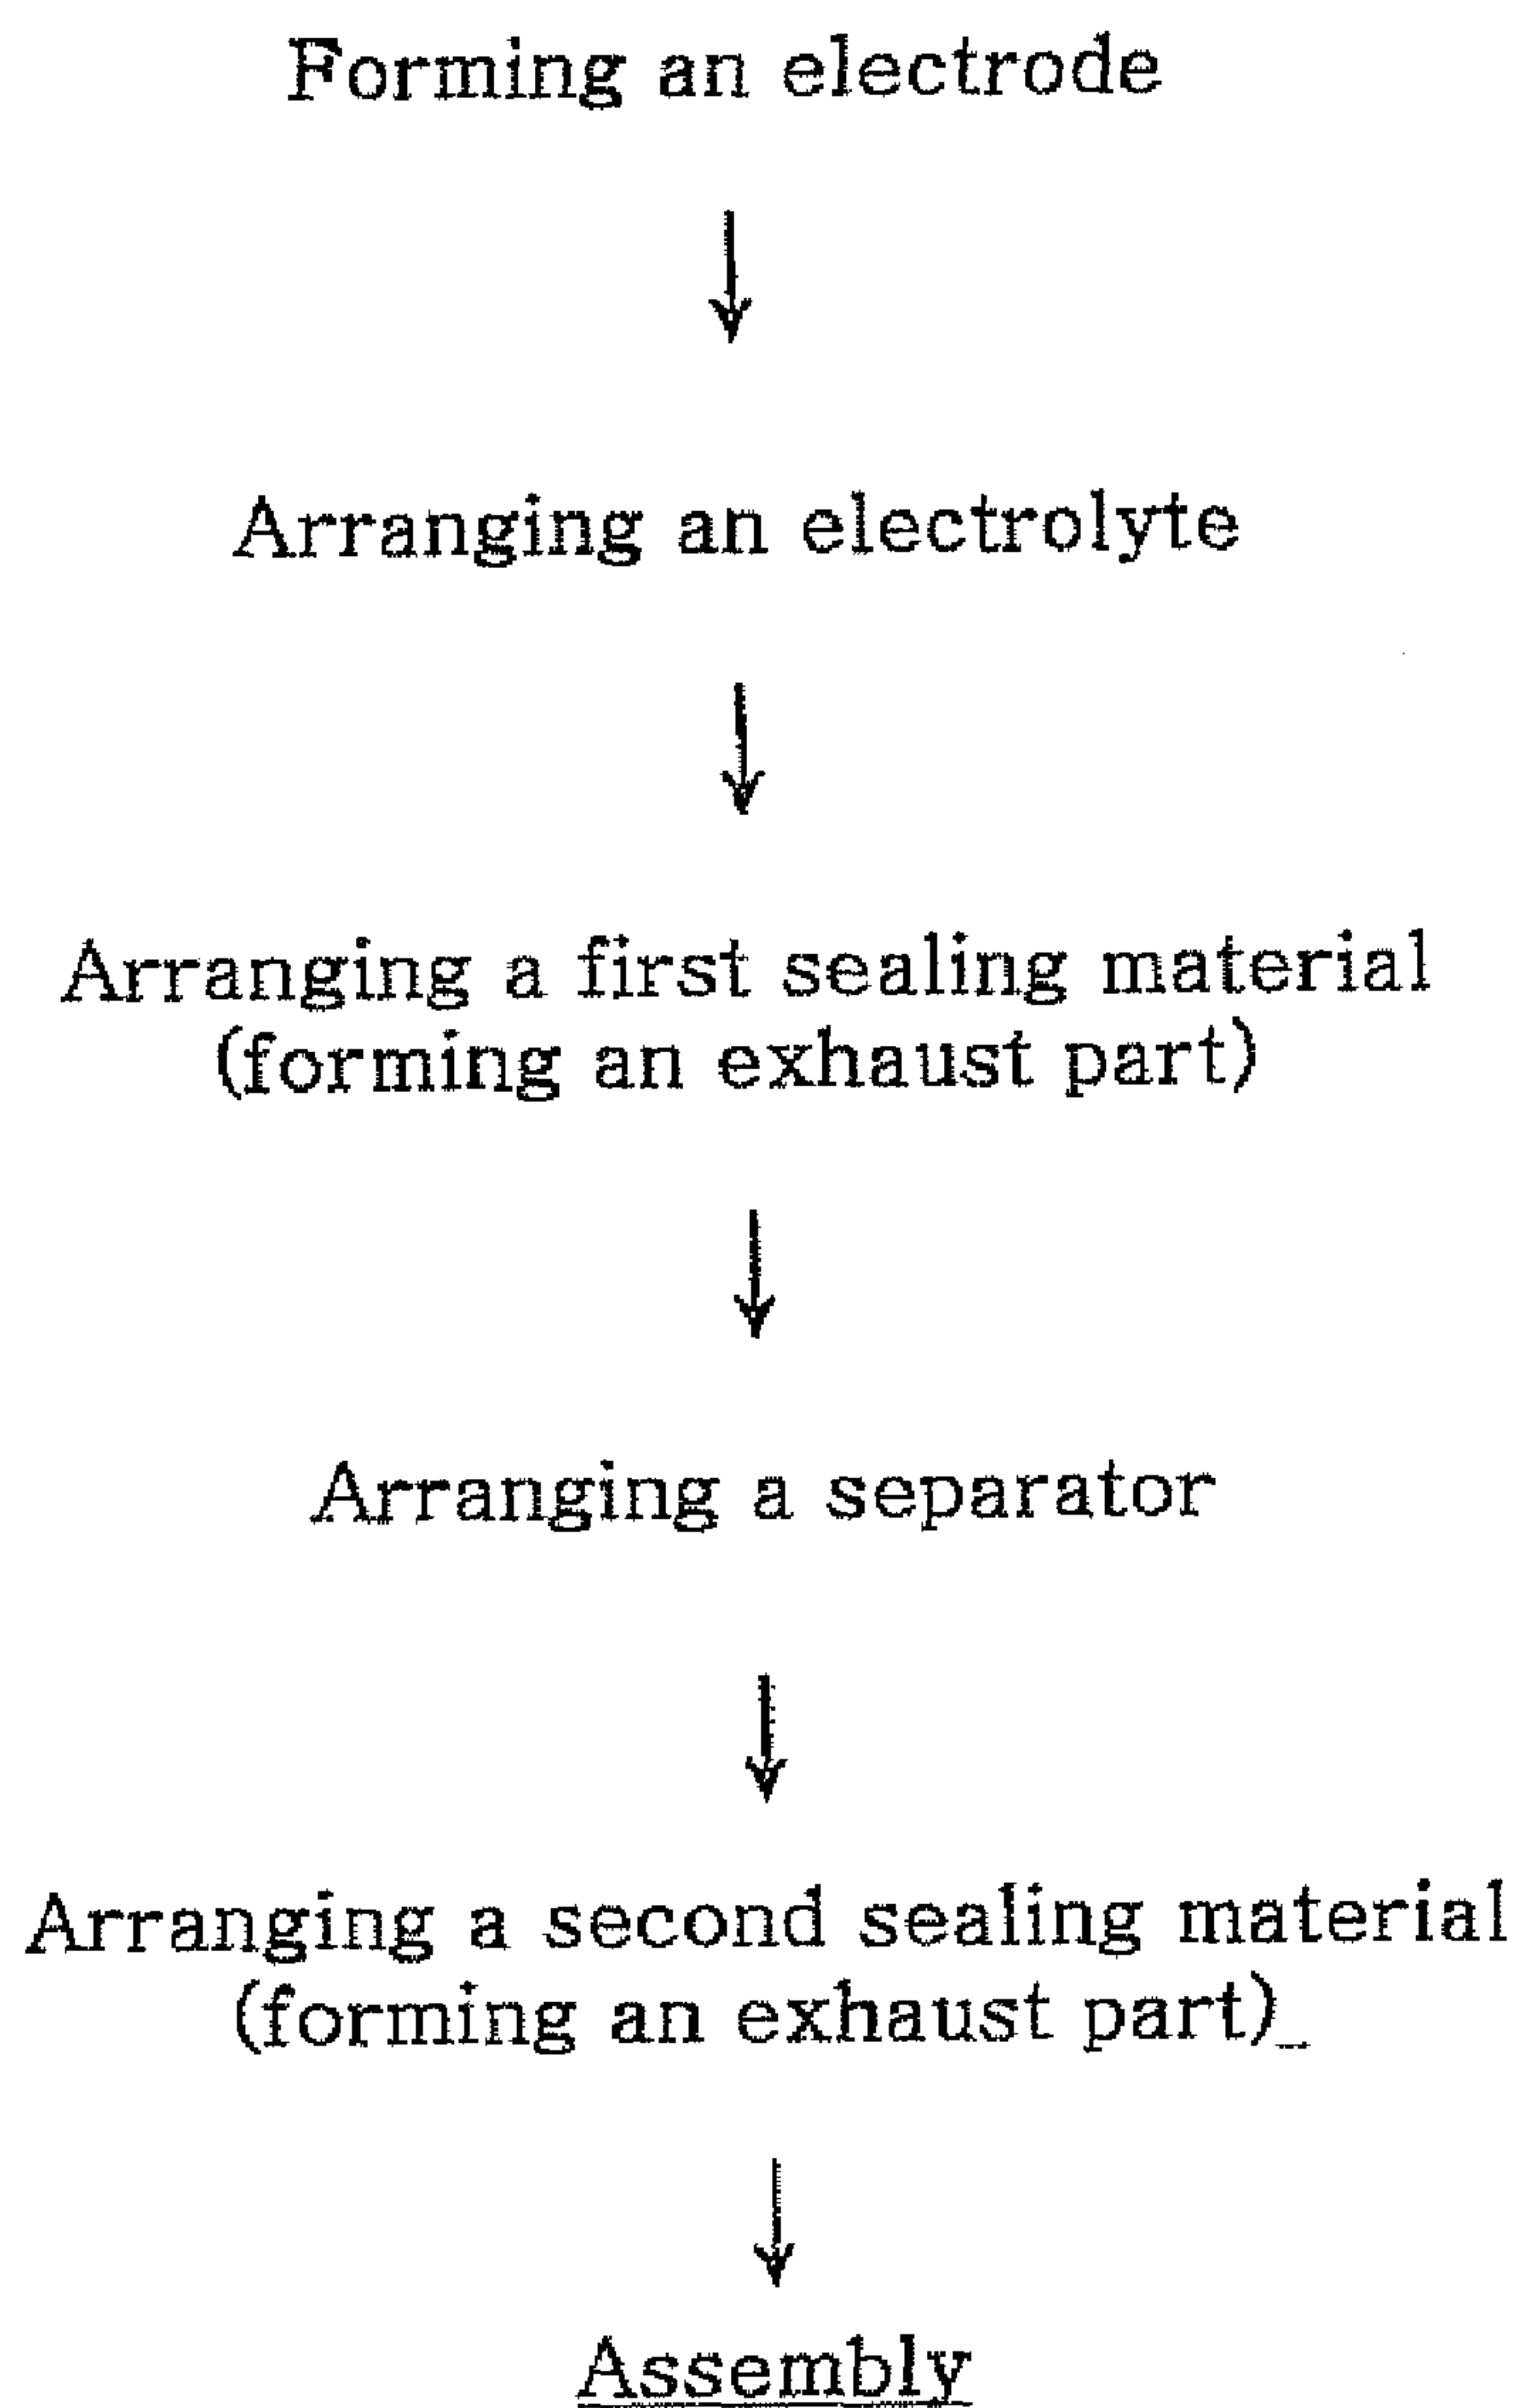 Forming an electrode
↓
Arranging an electrolyte
↓
Arranging a first sealing material
(forming an exhaust part)
↓
Arranging a separator
↓
Arranging a second sealing material
(forming an exhaust part)
↓
Assembly